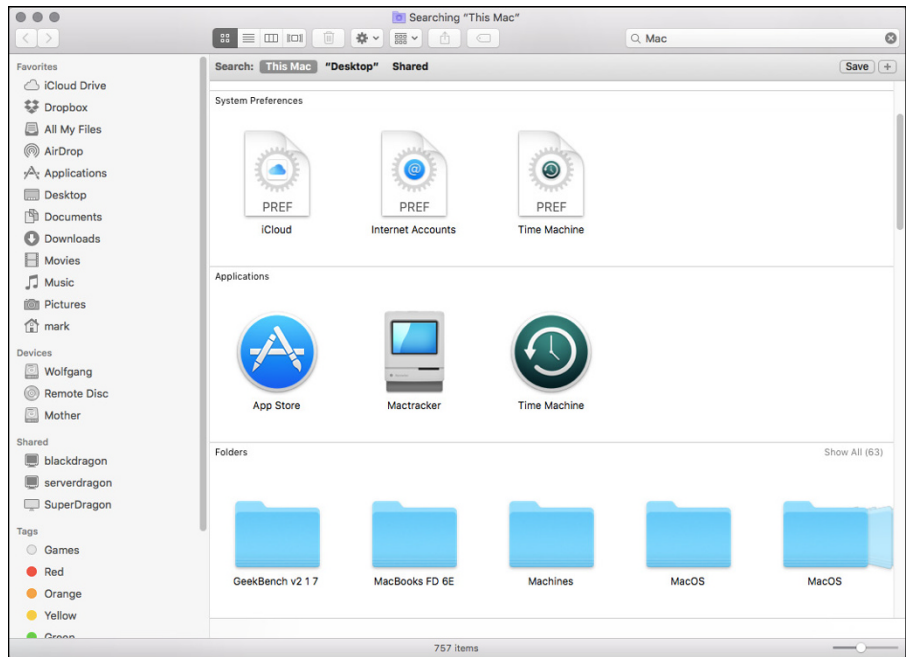 Searching “This Mac”
Mac
Favorites
iCloud Drive
Dropbox
All My Files
AirDrop
Applications
Desktop
Documents
Downloads
Movies
Music
Pictures
mark
Devices
Wolfgang
Remote Disc
Mother
Shared
blackdragon
serverdragon
SuperDragon
Tags
Games
Red
Orange
Yellow
Green
Search: This Mac “Desktop” Shared Save +
System Preferences
PREF PREF PREF
iCloud Internet Accounts Time Machine
Applications
App Store Mactracker Time Machine
Folders Show All (63)
GeekBench v2 1 7 MacBooks FD 6E Machines MacOS MacOS
757 items